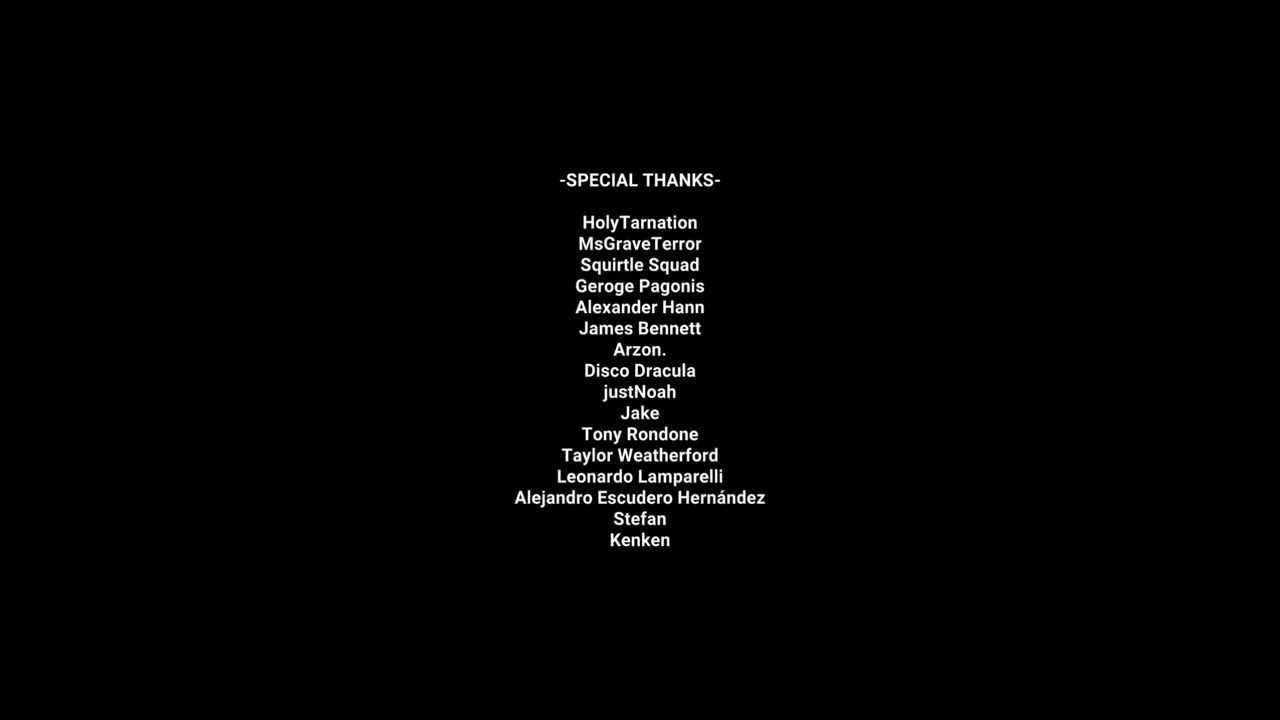 -SPECIAL THANKS-
HolyTarnation
MsGraveTerror
Squirtle Squad
Geroge Pagonis
Alexander Hann
James Bennett
Arzon.
Disco Dracula
justNoah
Jake
Tony Rondone
Taylor Weatherford
Leonardo Lamparelli
Alejandro Escudero Hernández
Stefan
Kenken